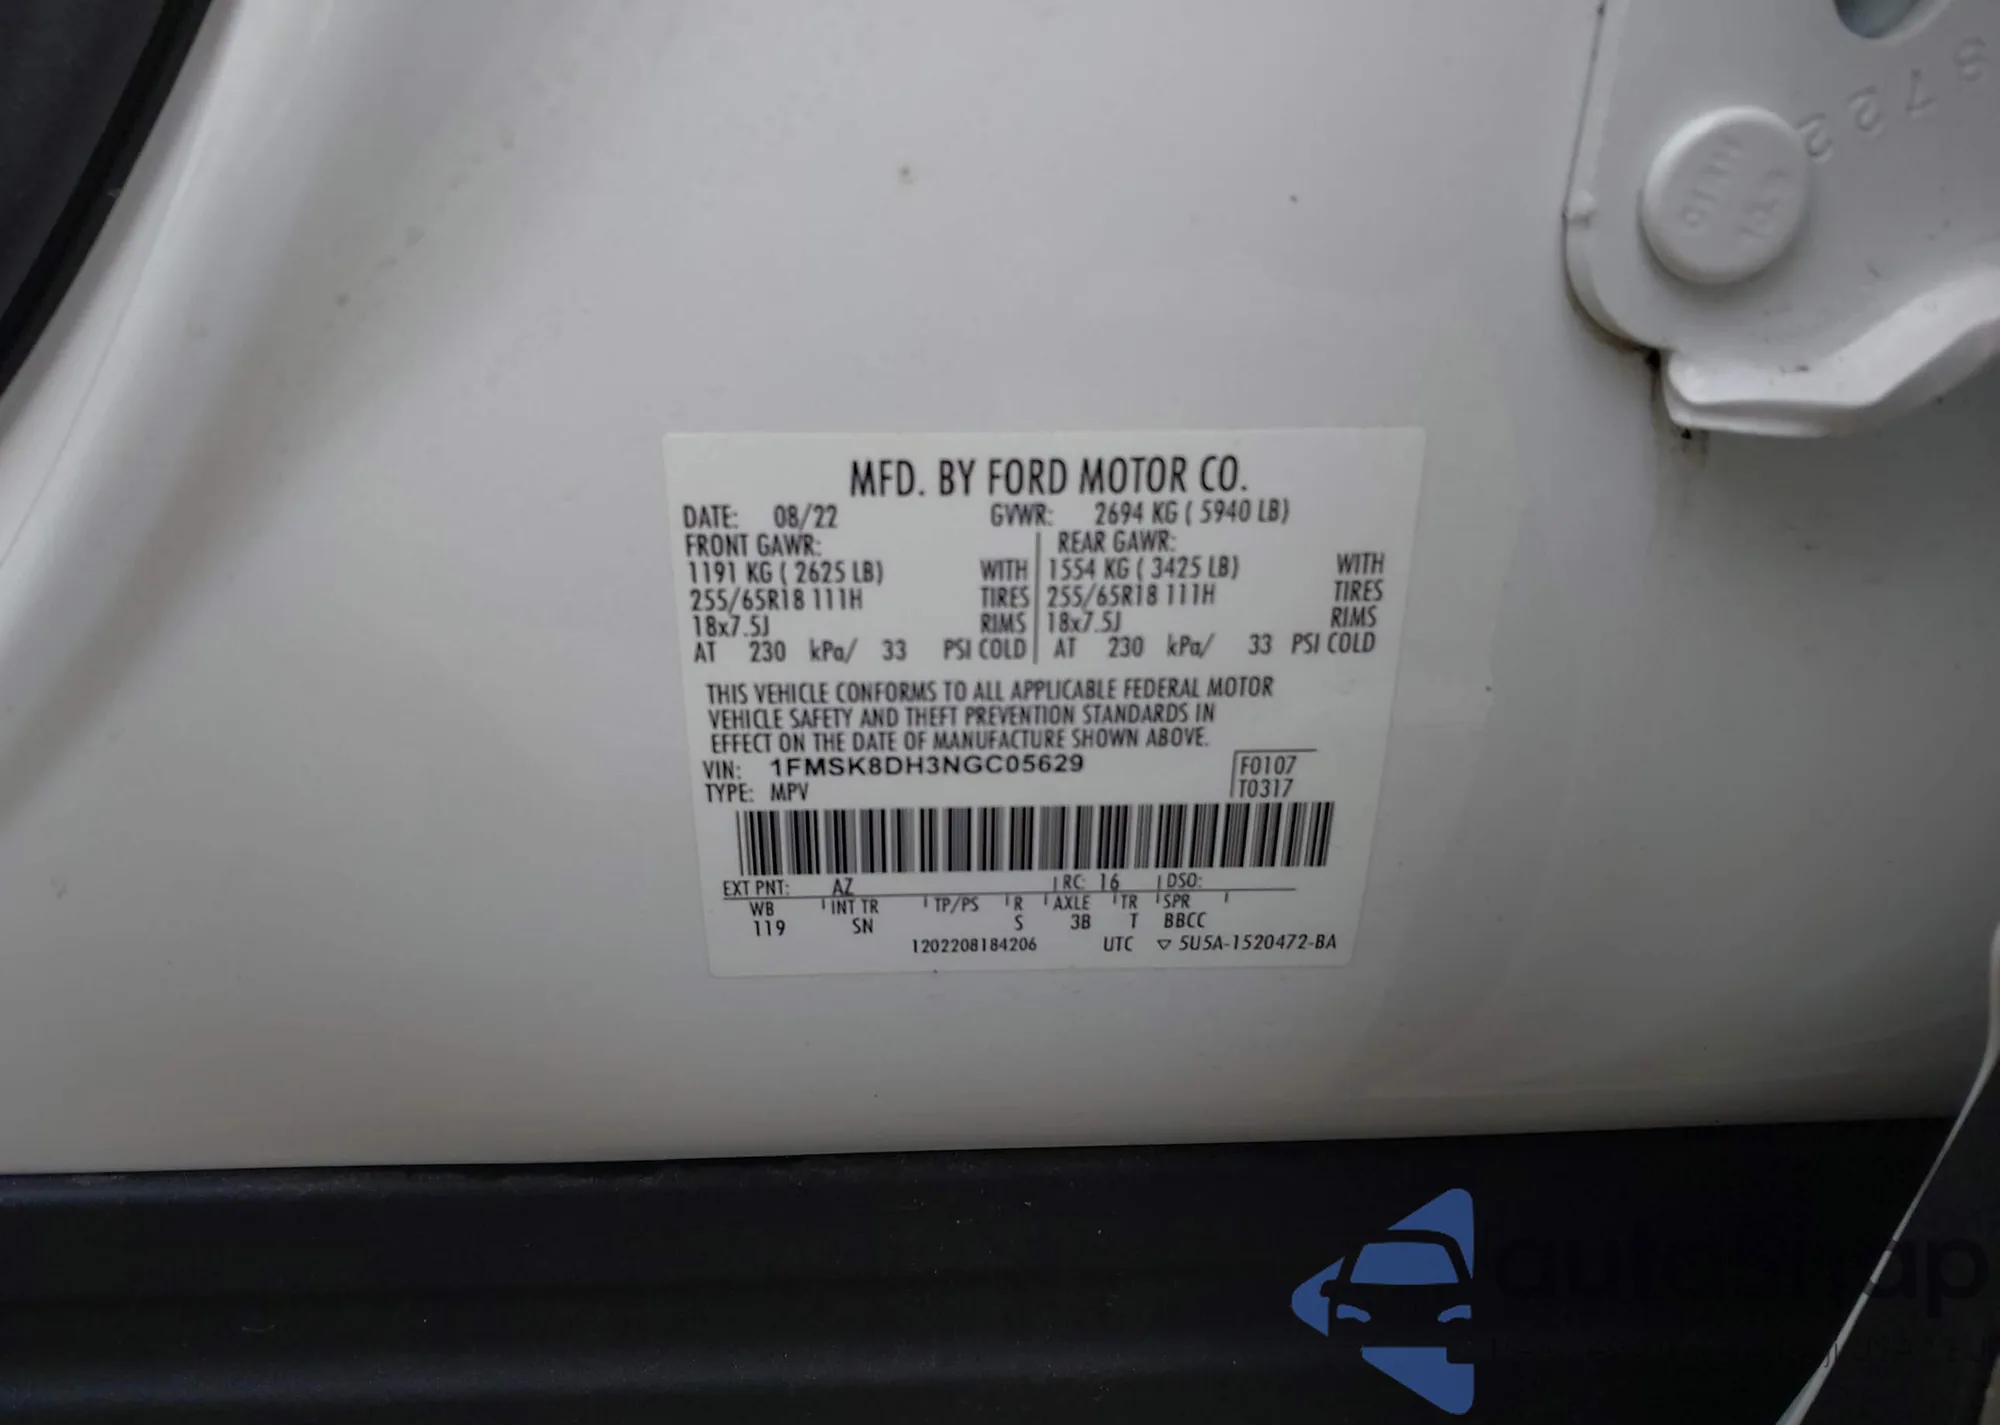 8722
MFD. BY FORD MOTOR CO.
DATE: 08/22 GVWR: 2694 KG ( 5940 LB)
FRONT GAWR: REAR GAWR:
1191 KG ( 2625 LB) WITH 1554 KG ( 3425 LB) WITH
255/65R18 111H TIRES 255/65R18 111H TIRES
18x7.5J RIMS 18x7.5J RIMS
AT 230 kPa/ 33 PSI COLD AT 230 kPa/ 33 PSI COLD
THIS VEHICLE CONFORMS TO ALL APPLICABLE FEDERAL MOTOR
VEHICLE SAFETY AND THEFT PREVENTION STANDARDS IN
EFFECT ON THE DATE OF MANUFACTURE SHOWN ABOVE.
VIN: 1FMSK8DH3NGC05629 F0107
TYPE: MPV T0317
EXT PNT: AZ RC: 16 DSO:
WB INT TR TP/PS R AXLE TR SPR
119 SN S 3B T BBCC
1202208184206 UTC ▽ 5U5A-1520472-BA